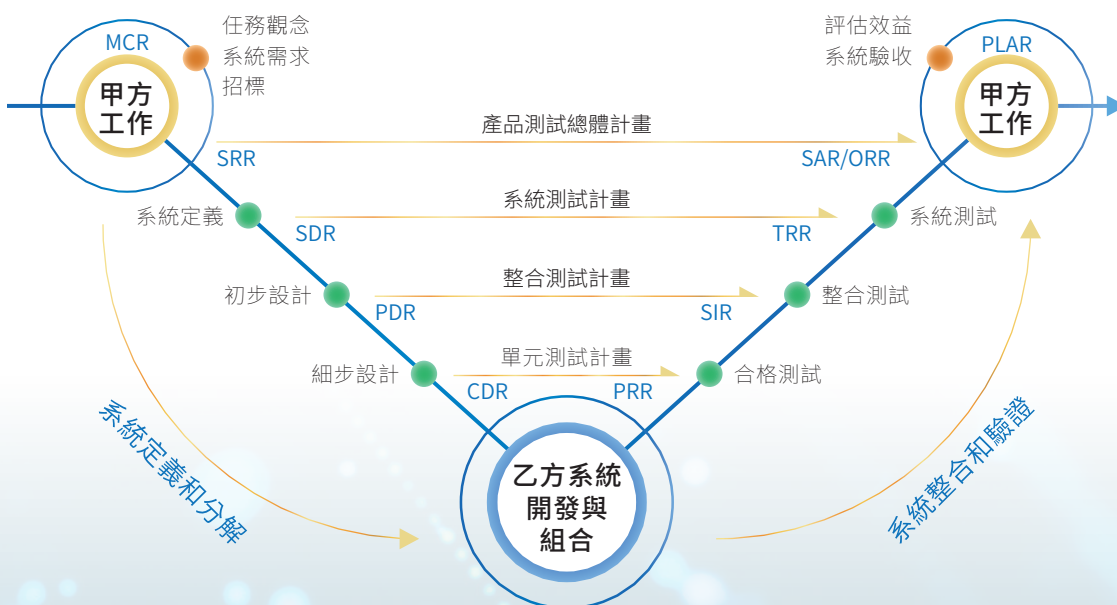 MCR
任務觀念
系統需求
招標
甲方
工作
評估效益
系統驗收
PLAR
甲方
工作
產品測試總體計畫
SRR
SAR/ORR
系統定義
系統測試計畫
SDR
TRR
系統測試
初步設計
整合測試計畫
PDR
SIR
整合測試
細步設計
單元測試計畫
CDR
PRR
合格測試
系統定義和分解
乙方系統
開發與
組合
系統整合和驗證